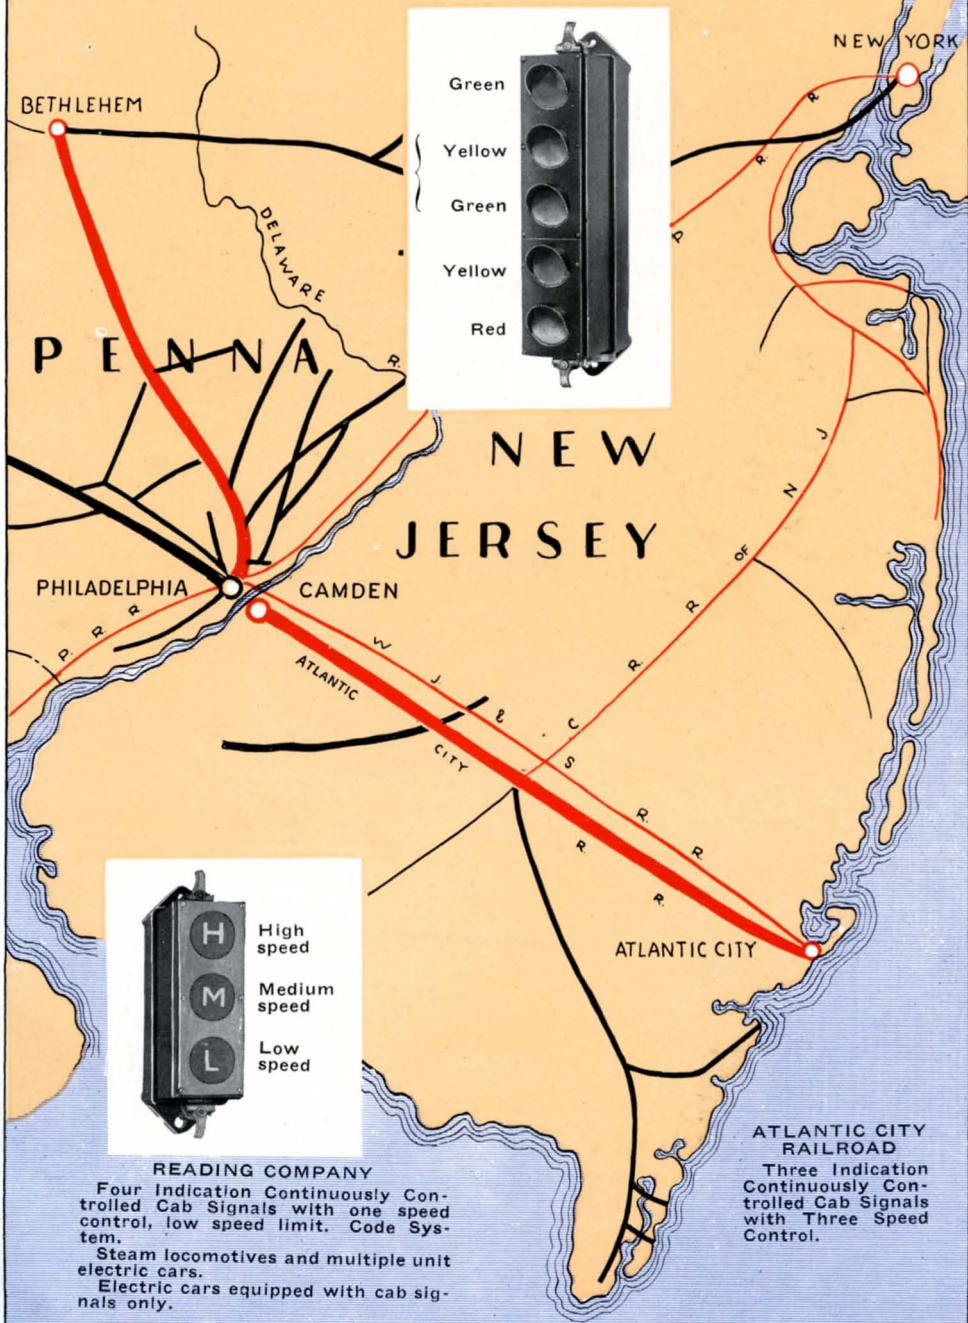 NEW YORK
BETHLEHEM
Green
Yellow
Green
Yellow
Red
P. R. R.
DELAWARE R.
PENNA
NEW
JERSEY
PHILADELPHIA
CAMDEN
P. R. R.
C R. R OF N J
W J & S R. R.
ATLANTIC CITY R. R.
ATLANTIC CITY
H High
speed
M Medium
speed
L Low
speed
READING COMPANY
Four Indication Continuously Con-
trolled Cab Signals with one speed
control, low speed limit. Code Sys-
tem.
Steam locomotives and multiple unit
electric cars.
Electric cars equipped with cab sig-
nals only.
ATLANTIC CITY
RAILROAD
Three Indication
Continuously Con-
trolled Cab Signals
with Three Speed
Control.